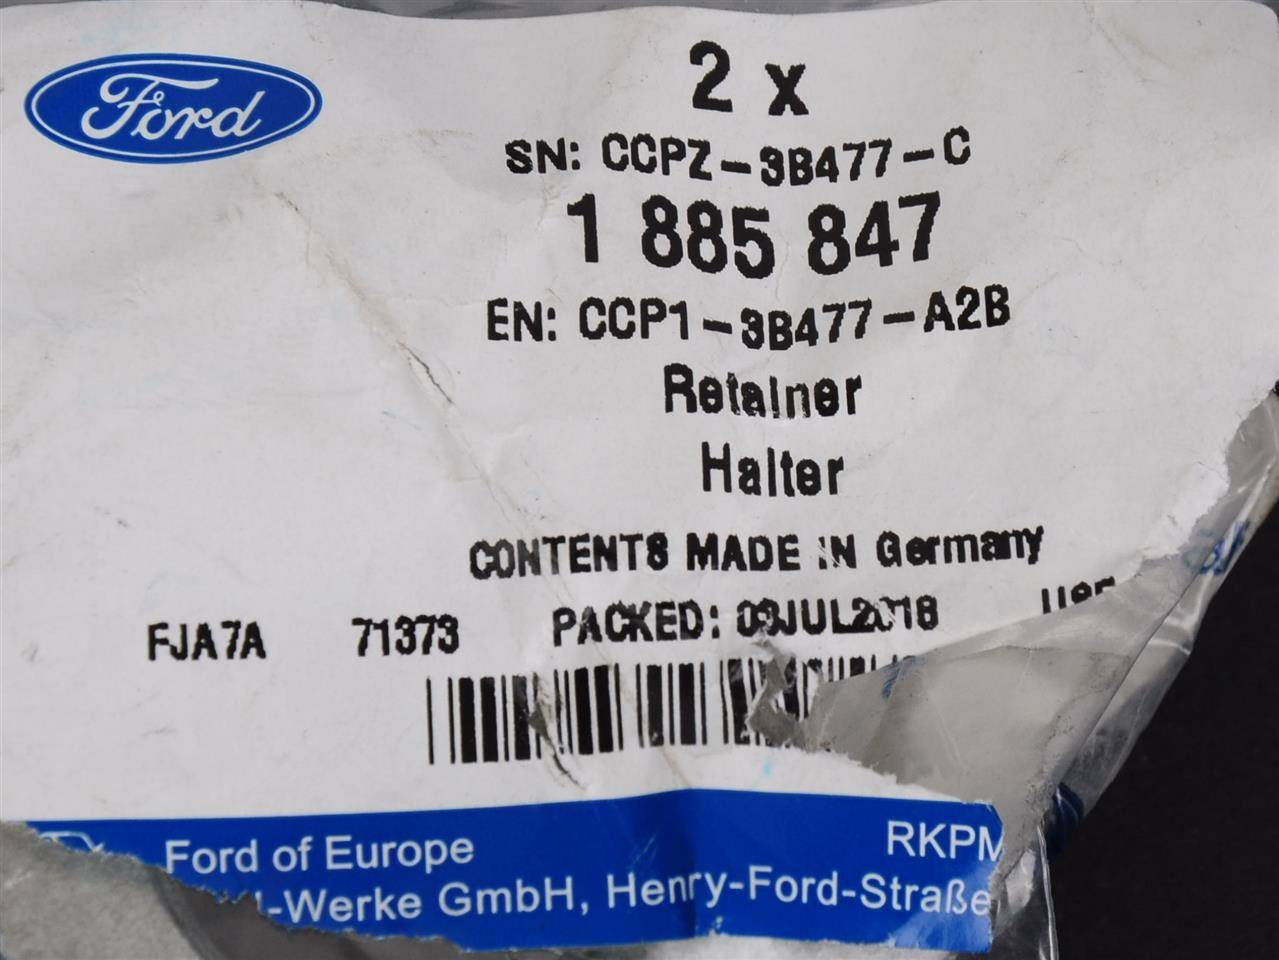 Ford
2 x
SN: CCPZ-3B477-C
1 885 847
EN: CCP1-3B477-A2B
Retainer
Halter
CONTENTS MADE IN Germany
FJA7A 71373 PACKED: 09JUL2018
Ford of Europe RKPM
-Werke GmbH, Henry-Ford-Straße